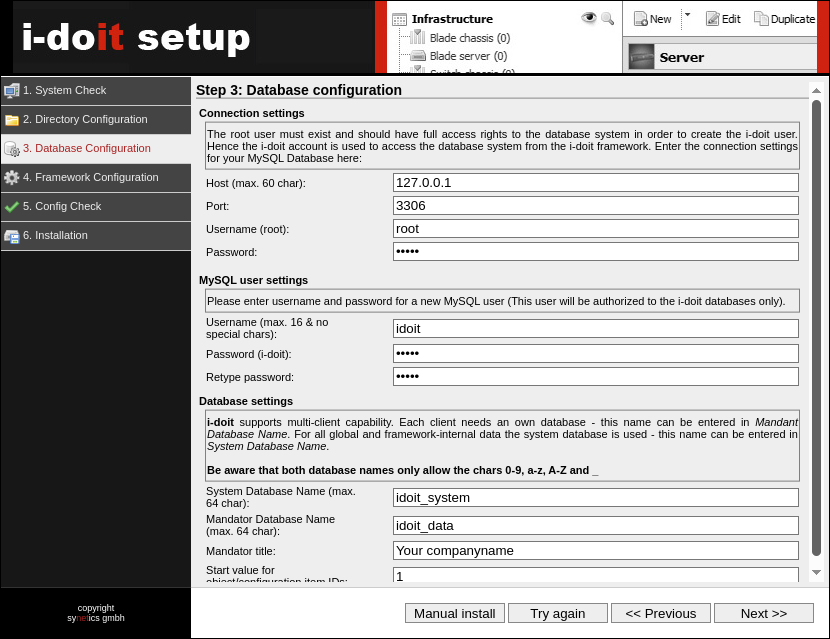 i-doit setup
Infrastructure
Blade chassis (0)
Blade server (0)
Switch chassis (0)
New
Edit
Duplicate
Server
1. System Check
2. Directory Configuration
3. Database Configuration
4. Framework Configuration
5. Config Check
6. Installation
Step 3: Database configuration
Connection settings
The root user must exist and should have full access rights to the database system in order to create the i-doit user.
Hence the i-doit account is used to access the database system from the i-doit framework. Enter the connection settings
for your MySQL Database here:
Host (max. 60 char):
127.0.0.1
Port:
3306
Username (root):
root
Password:
•••••
MySQL user settings
Please enter username and password for a new MySQL user (This user will be authorized to the i-doit databases only).
Username (max. 16 & no
special chars):
idoit
Password (i-doit):
•••••
Retype password:
•••••
Database settings
i-doit supports multi-client capability. Each client needs an own database - this name can be entered in Mandant
Database Name. For all global and framework-internal data the system database is used - this name can be entered in
System Database Name.
Be aware that both database names only allow the chars 0-9, a-z, A-Z and _
System Database Name (max.
64 char):
idoit_system
Mandator Database Name
(max. 64 char):
idoit_data
Mandator title:
Your companyname
Start value for
object/configuration item IDs:
1
copyright
synetics gmbh
Manual install
Try again
<< Previous
Next >>